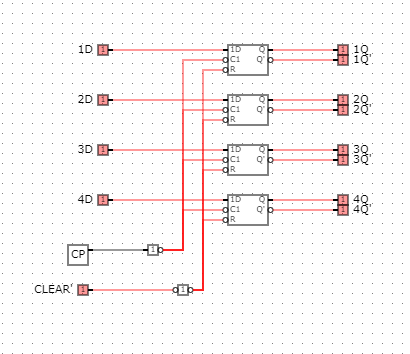 1D 1 1D Q 1 1Q
C1 Q' 1 1Q'
R
2D 1 1D Q 1 2Q
C1 Q' 1 2Q'
R
3D 1 1D Q 1 3Q
C1 Q' 1 3Q'
R
4D 1 1D Q 1 4Q
C1 Q' 1 4Q'
R
CP 1
CLEAR' 1 1